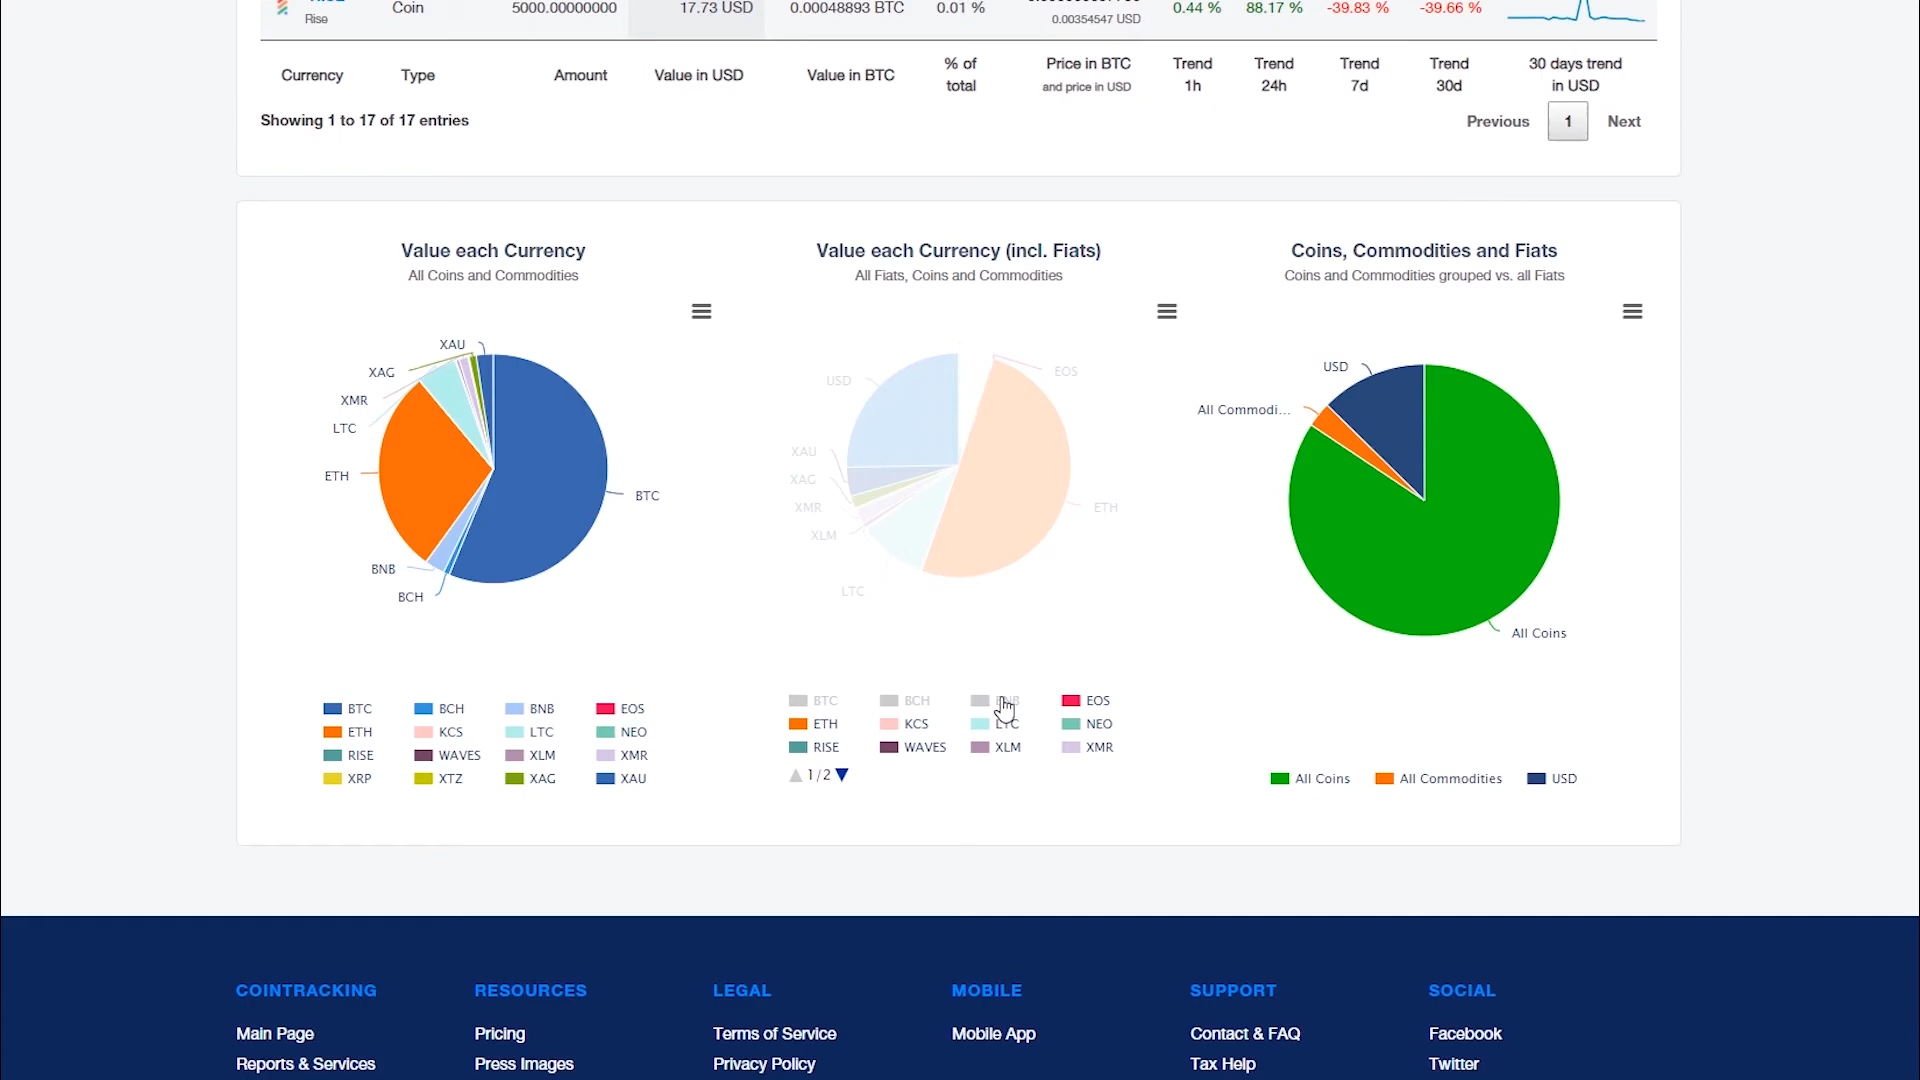 Rise
Coin
5000.00000000
17.73 USD
0.00048893 BTC
0.01 %
0.00354547 USD
0.44 %
88.17 %
-39.83 %
-39.66 %
Currency
Type
Amount
Value in USD
Value in BTC
% of
total
Price in BTC
and price in USD
Trend
1h
Trend
24h
Trend
7d
Trend
30d
30 days trend
in USD
Showing 1 to 17 of 17 entries
Previous
1
Next
Value each Currency
All Coins and Commodities
XAU
XAG
XMR
LTC
ETH
BNB
BCH
BTC
BTC
BCH
BNB
EOS
ETH
KCS
LTC
NEO
RISE
WAVES
XLM
XMR
XRP
XTZ
XAG
XAU
Value each Currency (incl. Fiats)
All Fiats, Coins and Commodities
USD
EOS
XAU
XAG
XMR
XLM
LTC
ETH
BTC
BCH
BNB
EOS
ETH
KCS
LTC
NEO
RISE
WAVES
XLM
XMR
1/2
Coins, Commodities and Fiats
Coins and Commodities grouped vs. all Fiats
USD
All Commodi...
All Coins
All Coins
All Commodities
USD
COINTRACKING
Main Page
Reports & Services
RESOURCES
Pricing
Press Images
LEGAL
Terms of Service
Privacy Policy
MOBILE
Mobile App
SUPPORT
Contact & FAQ
Tax Help
SOCIAL
Facebook
Twitter